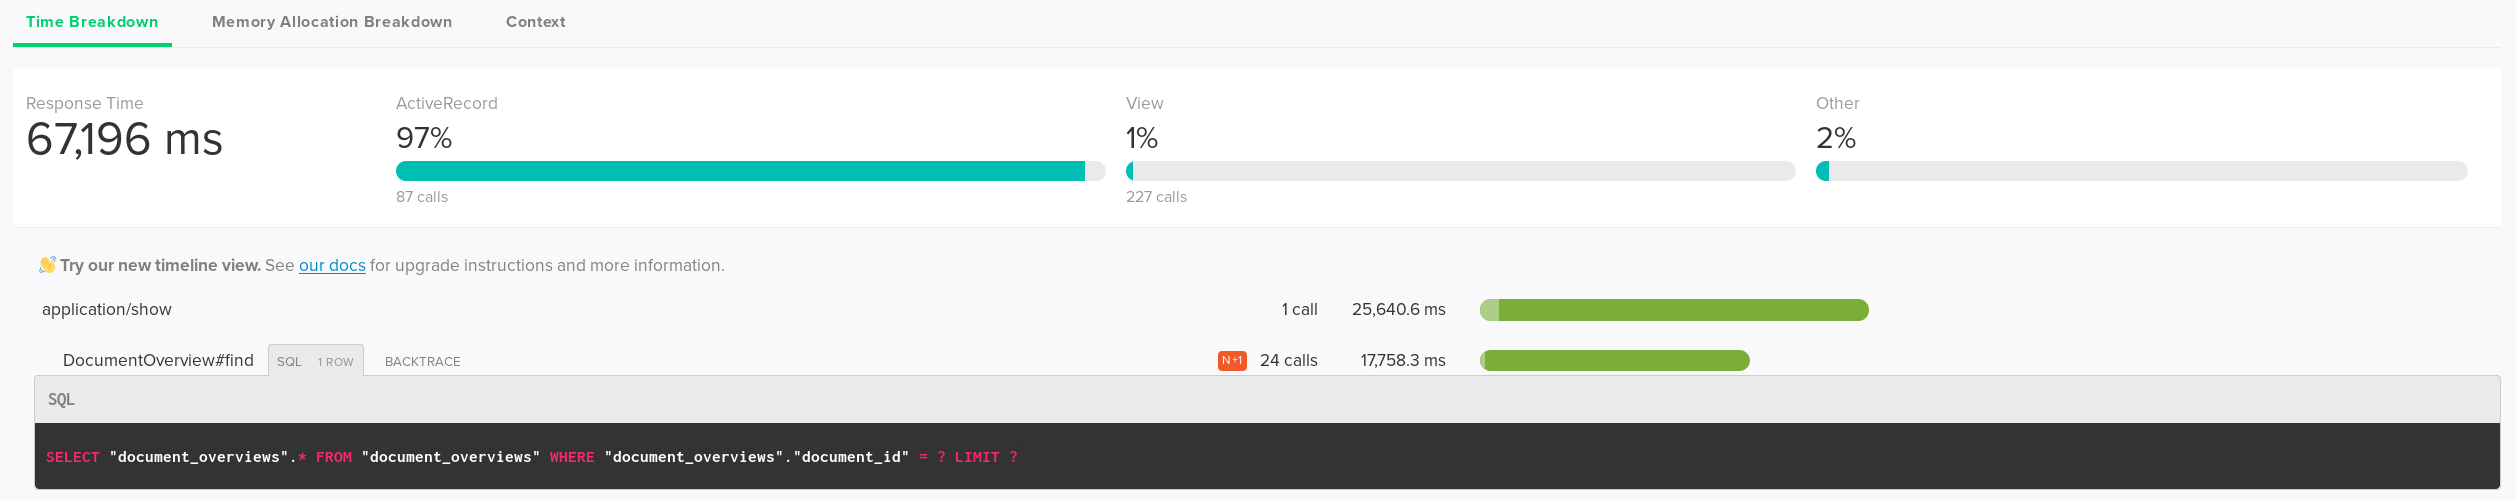 Time Breakdown Memory Allocation Breakdown Context
Response Time ActiveRecord View Other
67,196 ms 97% 1% 2%
87 calls 227 calls
👋 Try our new timeline view. See our docs for upgrade instructions and more information.
application/show 1 call 25,640.6 ms
DocumentOverview#find SQL 1 ROW BACKTRACE N+1 24 calls 17,758.3 ms
SQL
SELECT "document_overviews".* FROM "document_overviews" WHERE "document_overviews"."document_id" = ? LIMIT ?